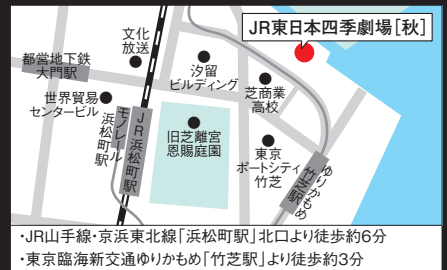 JR東日本四季劇場[秋]
文化
放送
都営地下鉄
大門駅
汐留
ビルディング
芝商業
高校
世界貿易
センタービル
モノレール
浜松町駅
JR浜松町駅
旧芝離宮
恩賜庭園
東京
ポートシティ
竹芝
ゆりかもめ
竹芝駅
・JR山手線・京浜東北線「浜松町駅」北口より徒歩約6分
・東京臨海新交通ゆりかもめ「竹芝駅」より徒歩約3分